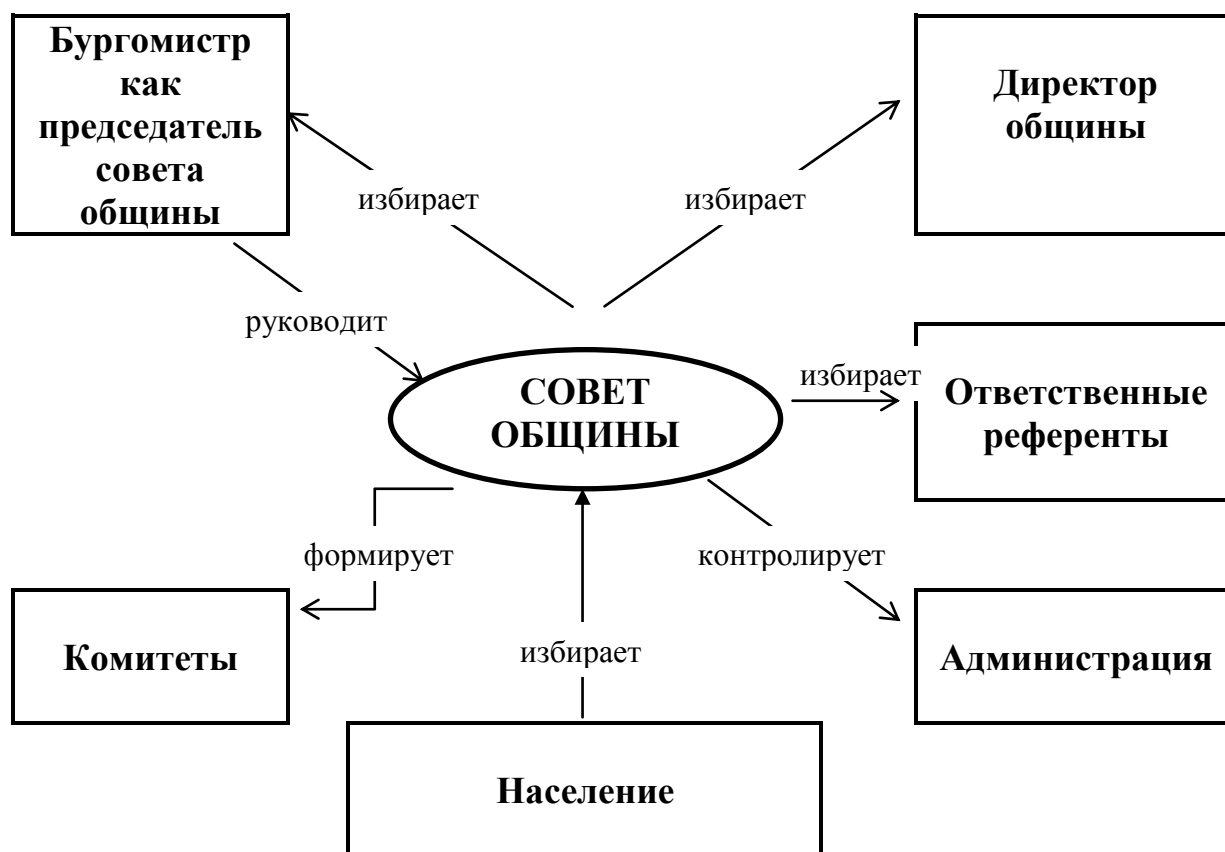 Бургомистр
как
председатель
совета
общины
Директор
общины
избирает
избирает
руководит
СОВЕТ
ОБЩИНЫ
избирает
Ответственные
референты
формирует
контролирует
Комитеты
избирает
Администрация
Население